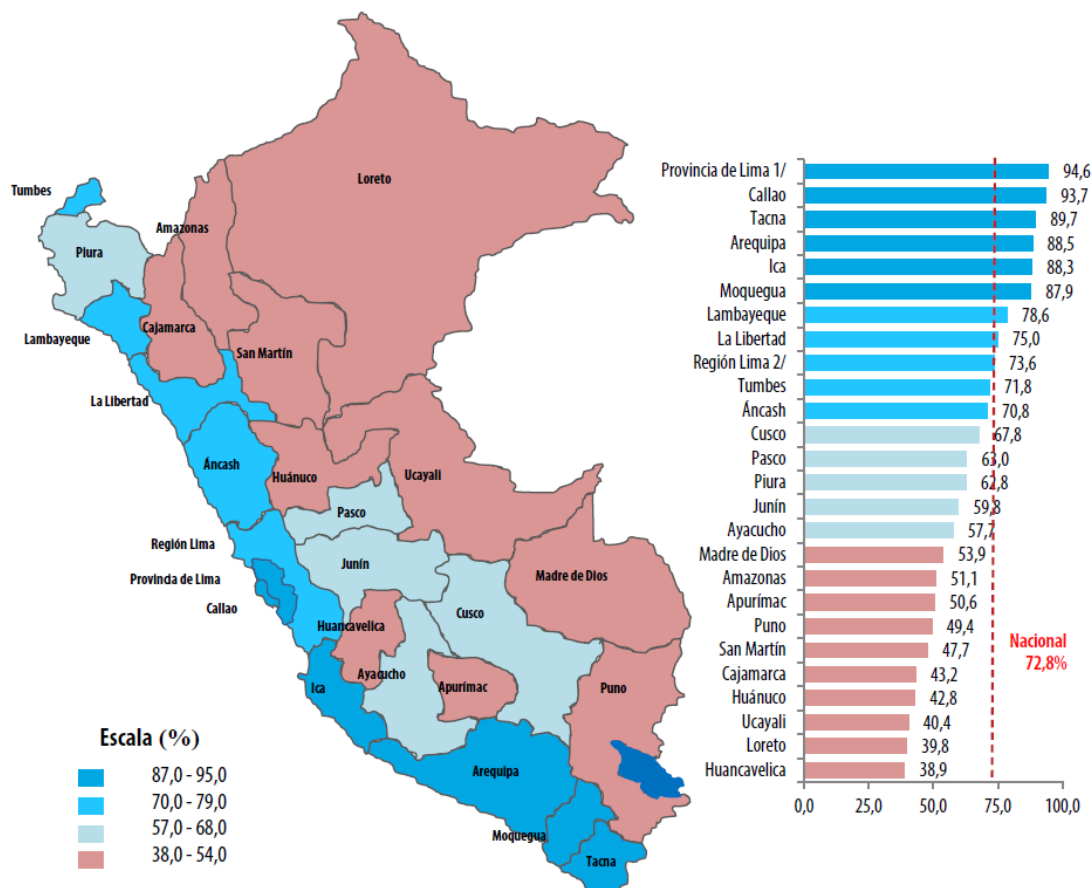 Loreto
Tumbes
Amazonas
Piura
Lambayeque
Cajamarca
San Martín
La Libertad
Áncash
Huánuco
Ucayali
Pasco
Región Lima
Junín
Provincia de Lima
Madre de Dios
Callao
Cusco
Huancavelica
Ayacucho
Apurímac
Ica
Puno
Arequipa
Moquegua
Tacna
Escala (%)
87,0 - 95,0
70,0 - 79,0
57,0 - 68,0
38,0 - 54,0
Provincia de Lima 1/ 94,6
Callao 93,7
Tacna 89,7
Arequipa 88,5
Ica 88,3
Moquegua 87,9
Lambayeque 78,6
La Libertad 75,0
Región Lima 2/ 73,6
Tumbes 71,8
Áncash 70,8
Cusco 67,8
Pasco 63,0
Piura 62,8
Junín 59,8
Ayacucho 57,7
Madre de Dios 53,9
Amazonas 51,1
Apurímac 50,6
Puno 49,4
San Martín 47,7
Cajamarca 43,2
Huánuco 42,8
Ucayali 40,4
Loreto 39,8
Huancavelica 38,9
Nacional
72,8%
0,0 25,0 50,0 75,0 100,0